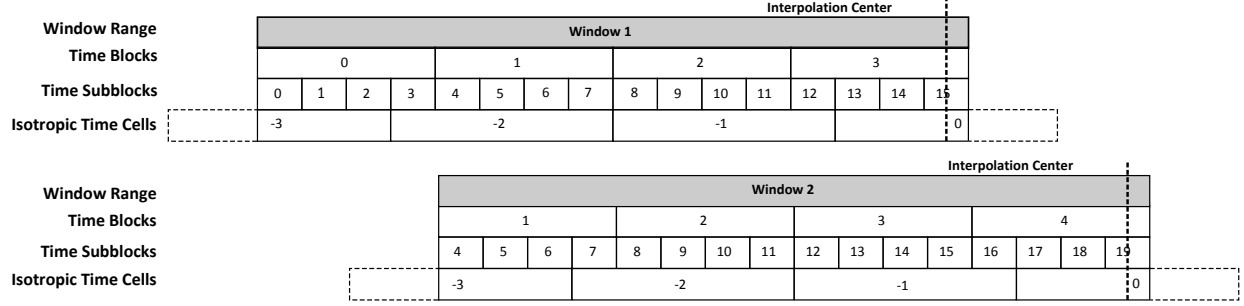 Interpolation Center
Window Range Window 1
Time Blocks 0 1 2 3
Time Subblocks 0 1 2 3 4 5 6 7 8 9 10 11 12 13 14 15
Isotropic Time Cells -3 -2 -1 0
Interpolation Center
Window Range Window 2
Time Blocks 1 2 3 4
Time Subblocks 4 5 6 7 8 9 10 11 12 13 14 15 16 17 18 19
Isotropic Time Cells -3 -2 -1 0